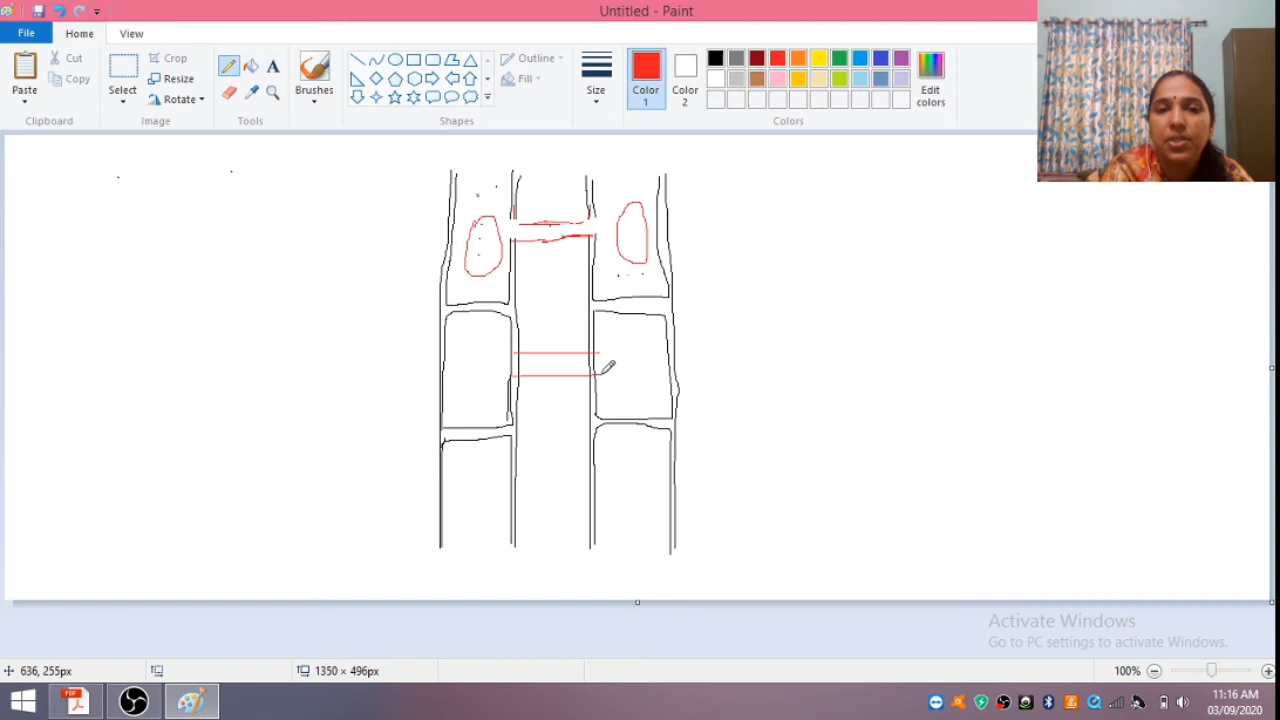 Untitled - Paint
File
Home
View
Paste
Cut
Copy
Clipboard
Select
Crop
Resize
Rotate
Image
A
Tools
Brushes
Outline
Fill
Shapes
Size
Color 1
Color 2
Edit colors
Colors
Activate Windows
Go to PC settings to activate Windows.
636, 255px
1350 × 496px
100%
PDF
11:16 AM
03/09/2020